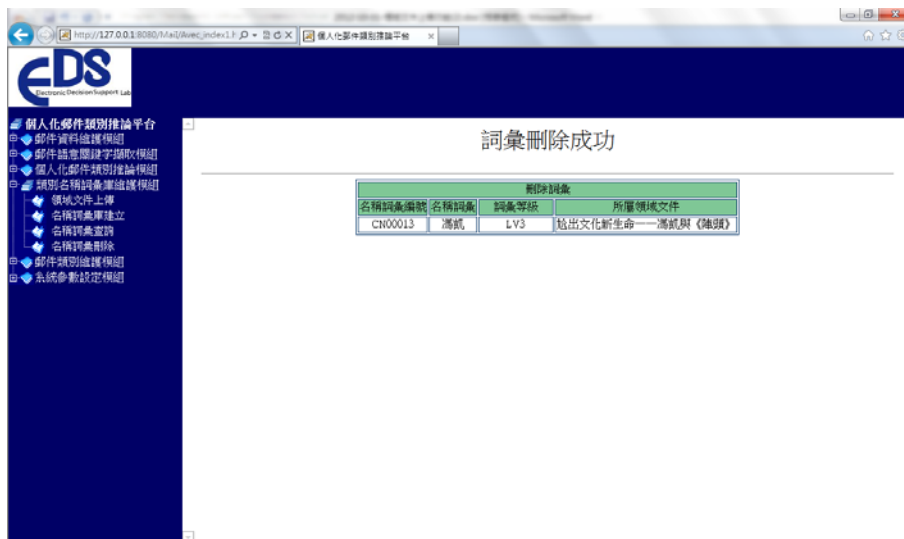 http://127.0.0.1:8080/Mail/Avec_index1.h
個人化郵件類別推論平台
EDS
Electronic Decision Support Lab
個人化郵件類別推論平台
郵件資料維護模組
郵件語意關鍵字擷取模組
個人化郵件類別推論模組
類別名稱詞彙庫維護模組
領域文件上傳
名稱詞彙庫建立
名稱詞彙查詢
名稱詞彙刪除
郵件類別維護模組
系統參數設定模組
詞彙刪除成功
刪除詞彙
名稱詞彙編號 名稱詞彙 詞彙等級 所屬領域文件
CN00013 馮凱 LV3 尬出文化新生命——馮凱與《陣頭》